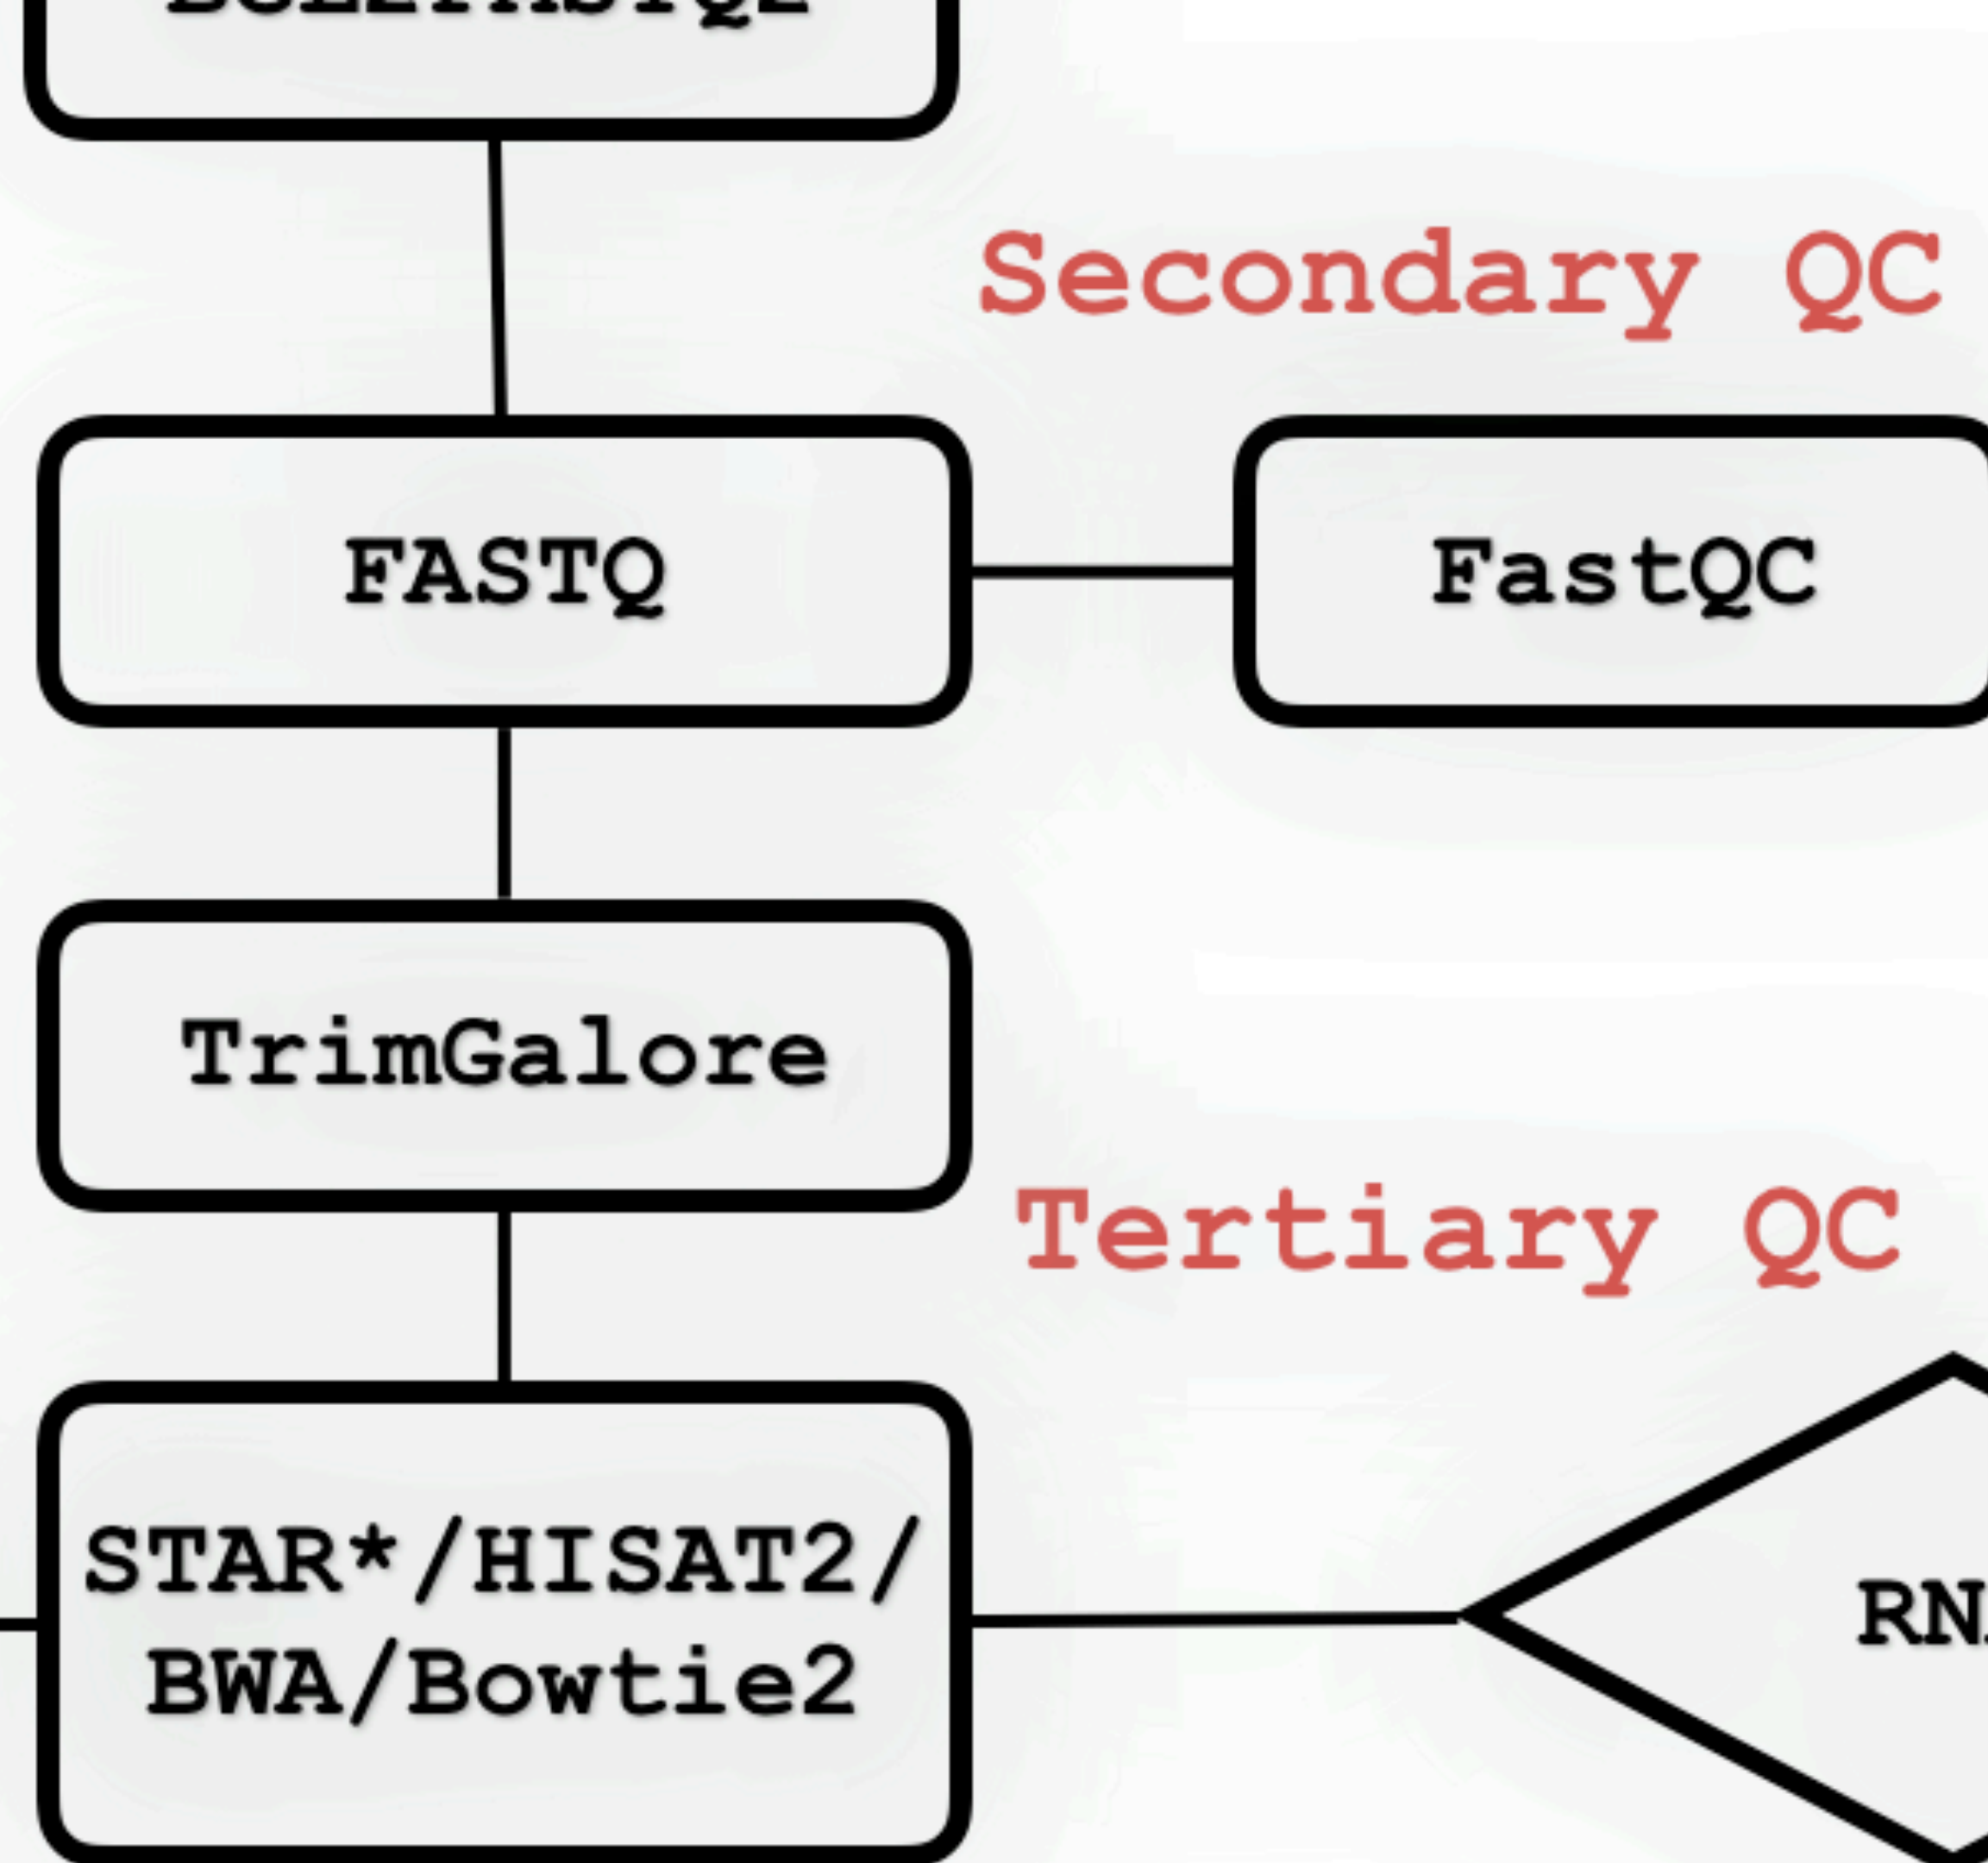 Secondary QC
FASTQ
FastQC
TrimGalore
Tertiary QC
STAR*/HISAT2/
BWA/Bowtie2